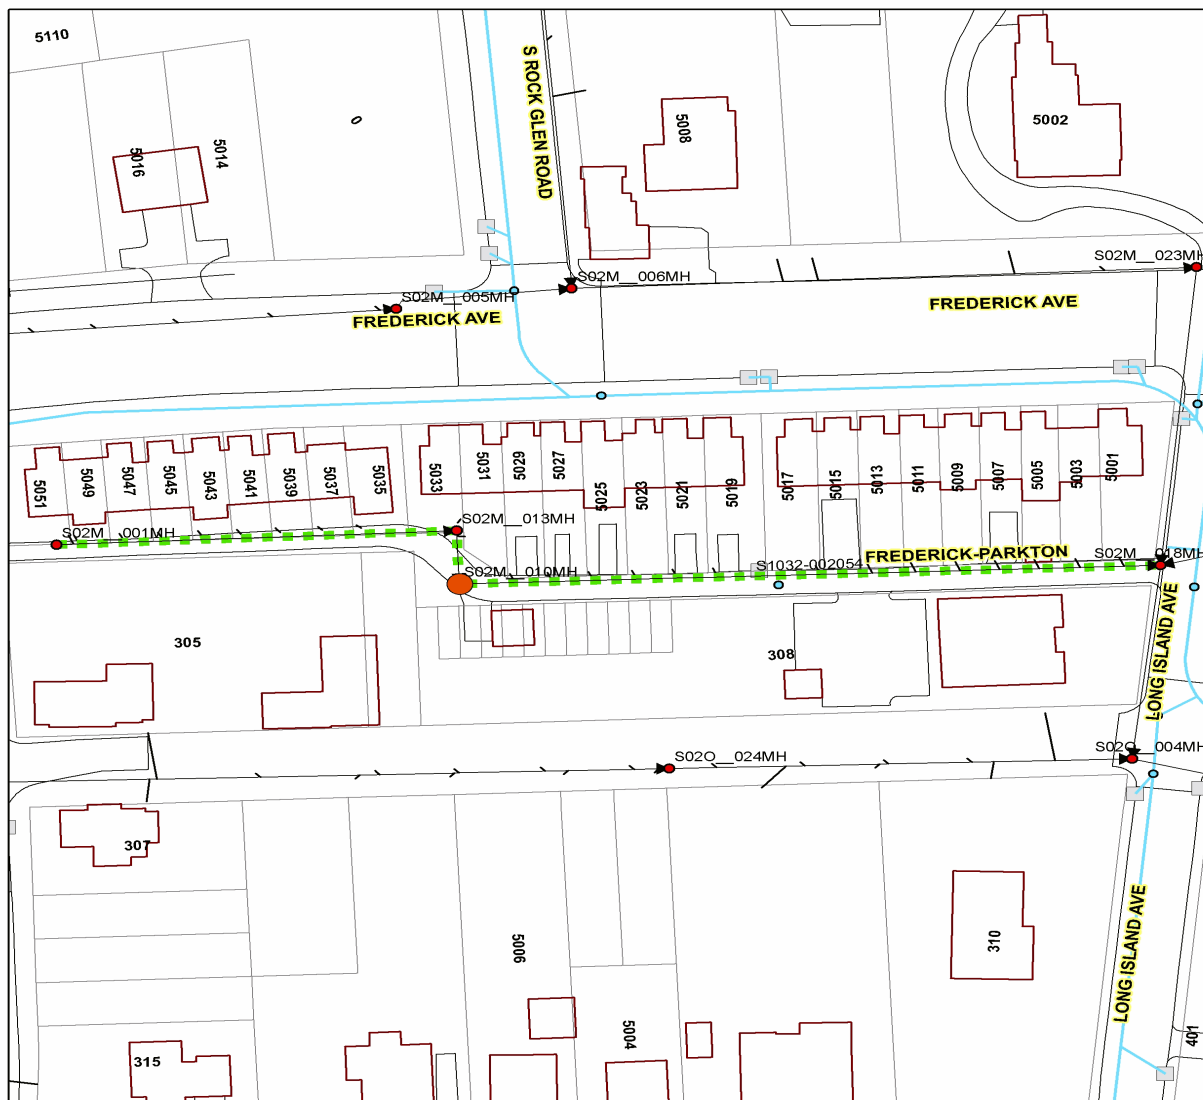 5110
S ROCK GLEN ROAD
5016
5014
0
5008
5002
S02M__023MH
S02M__006MH
S02M__005MH
FREDERICK AVE
FREDERICK AVE
5051
5049
5047
5045
5043
5041
5039
5037
5035
5033
5031
5029
5027
5025
5023
5021
5019
5017
5015
5013
5011
5009
5007
5005
5003
5001
S02M__001MH
S02M__013MH
FREDERICK-PARKTON
S02M__018MH
S02M__010MH
S1032-002054
LONG ISLAND AVE
305
308
S02O__024MH
S02O__004MH
307
LONG ISLAND AVE
5006
310
5004
401
315